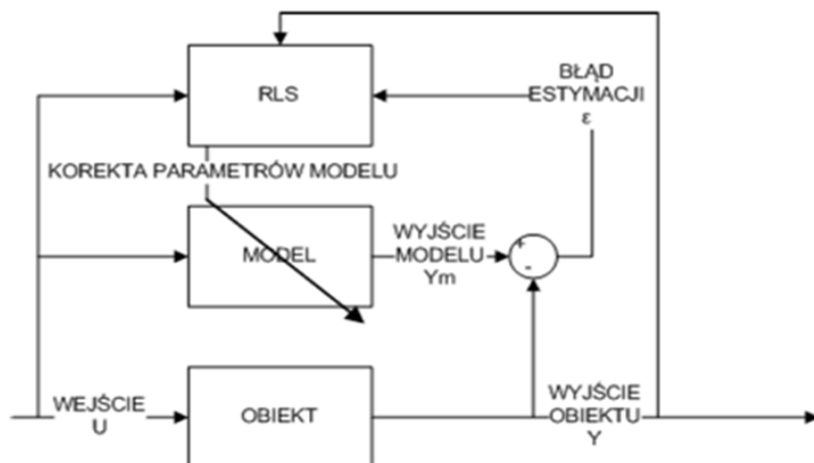 RLS
BŁĄD
ESTYMACJI
ε
KOREKTA PARAMETRÓW MODELU
MODEL
WYJŚCIE
MODELU
Ym
+
-
WEJŚCIE
U
OBIEKT
WYJŚCIE
OBIEKTU
Y